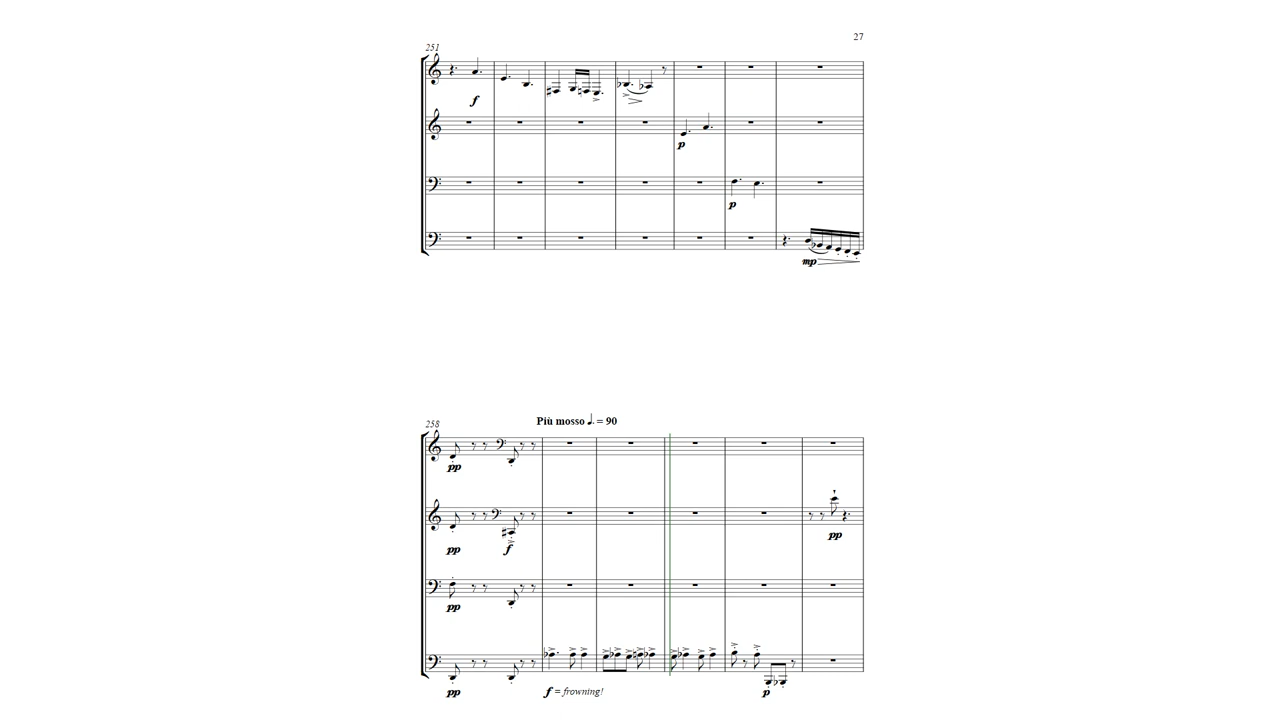 27
251
f
p
p
mp
Più mosso ♩. = 90
258
pp
pp f
pp
pp
pp f = frowning! p